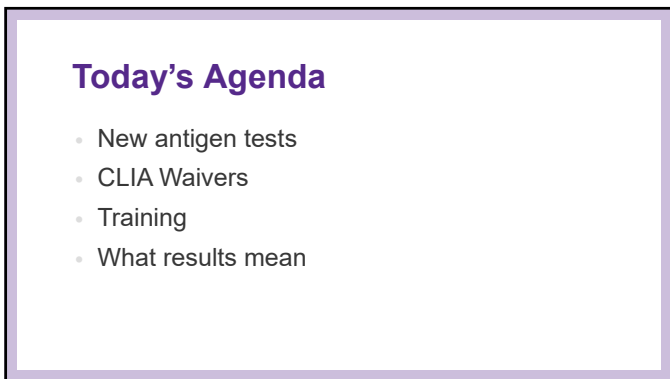 Today’s Agenda
New antigen tests
CLIA Waivers
Training
What results mean